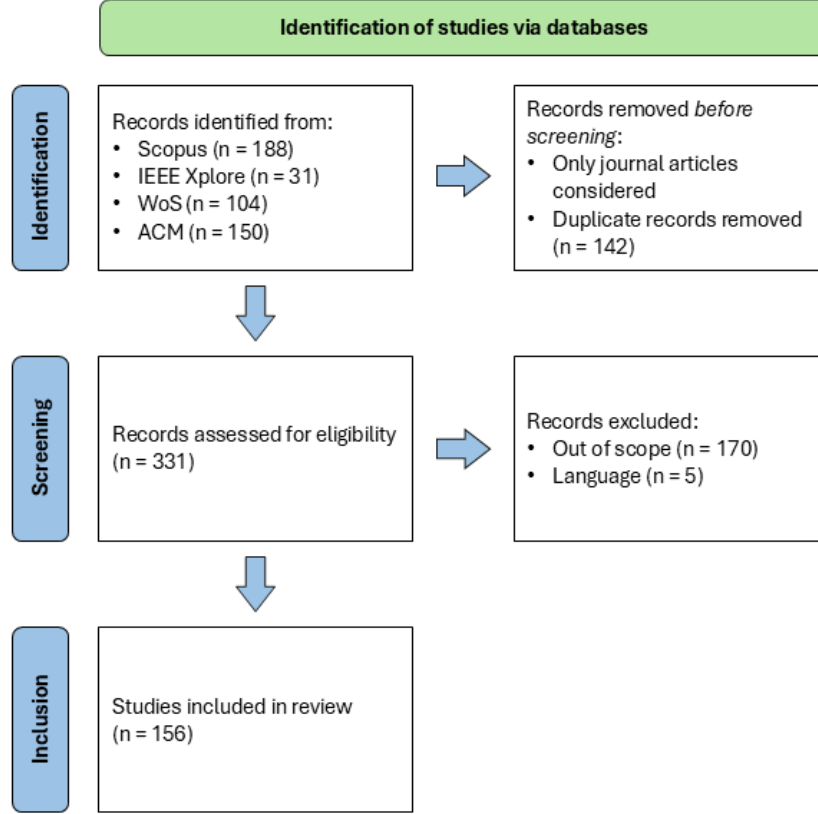 Identification of studies via databases
Identification
Records identified from:
• Scopus (n = 188)
• IEEE Xplore (n = 31)
• WoS (n = 104)
• ACM (n = 150)
Records removed before
screening:
• Only journal articles
considered
• Duplicate records removed
(n = 142)
Screening
Records assessed for eligibility
(n = 331)
Records excluded:
• Out of scope (n = 170)
• Language (n = 5)
Inclusion
Studies included in review
(n = 156)